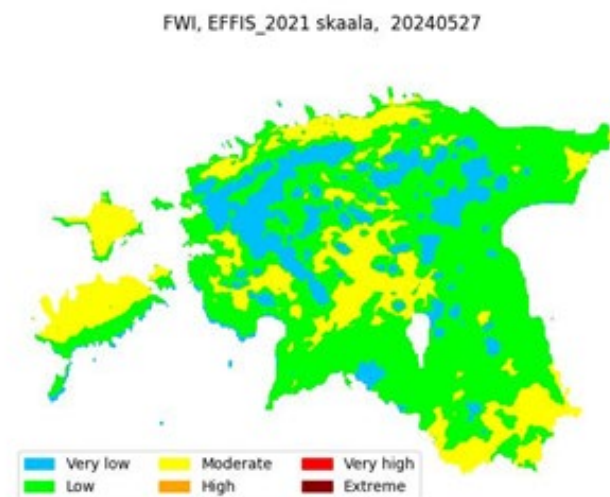 FWI, EFFIS_2021 skaala, 20240527
Very low Moderate Very high
Low High Extreme